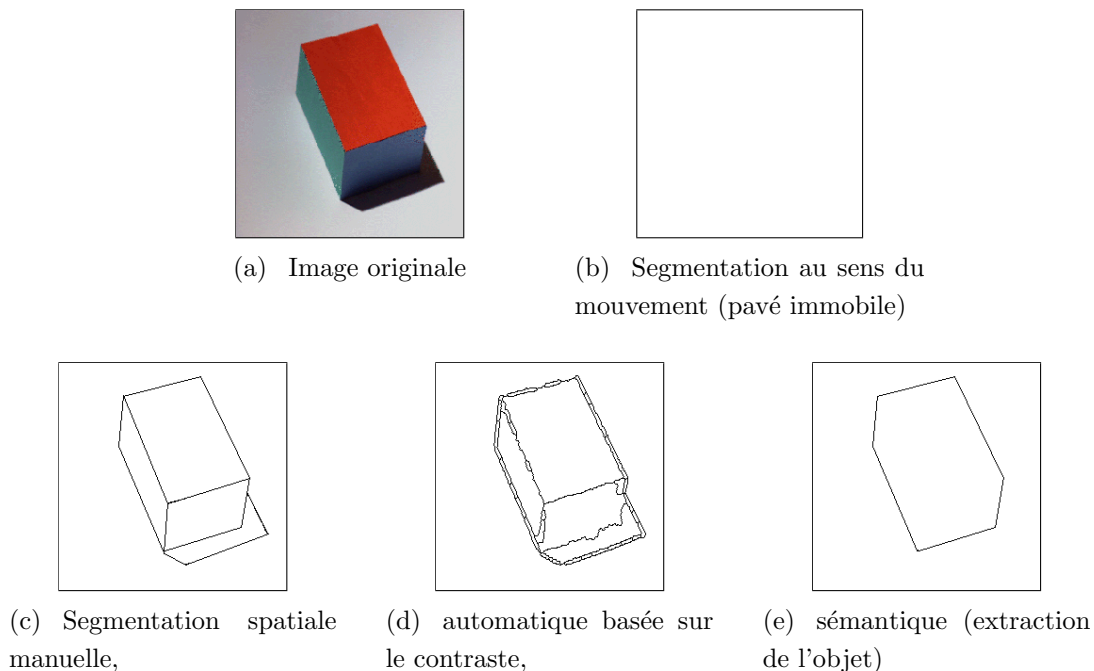 (a) Image originale
(b) Segmentation au sens du
mouvement (pavé immobile)
(c) Segmentation spatiale
manuelle,
(d) automatique basée sur
le contraste,
(e) sémantique (extraction
de l'objet)